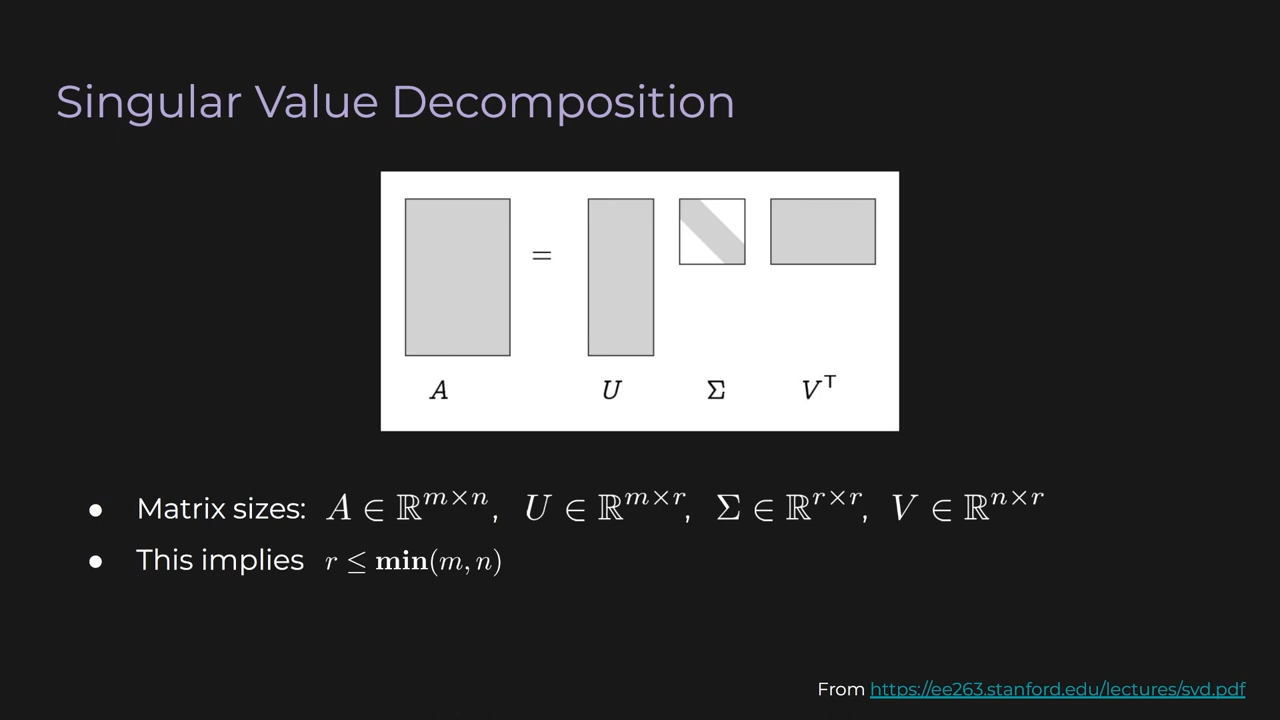 Singular Value Decomposition
=
A U Σ V⊤
● Matrix sizes: A ∈ ℝ^{m×n}, U ∈ ℝ^{m×r}, Σ ∈ ℝ^{r×r}, V ∈ ℝ^{n×r}
● This implies r ≤ min(m, n)
From https://ee263.stanford.edu/lectures/svd.pdf